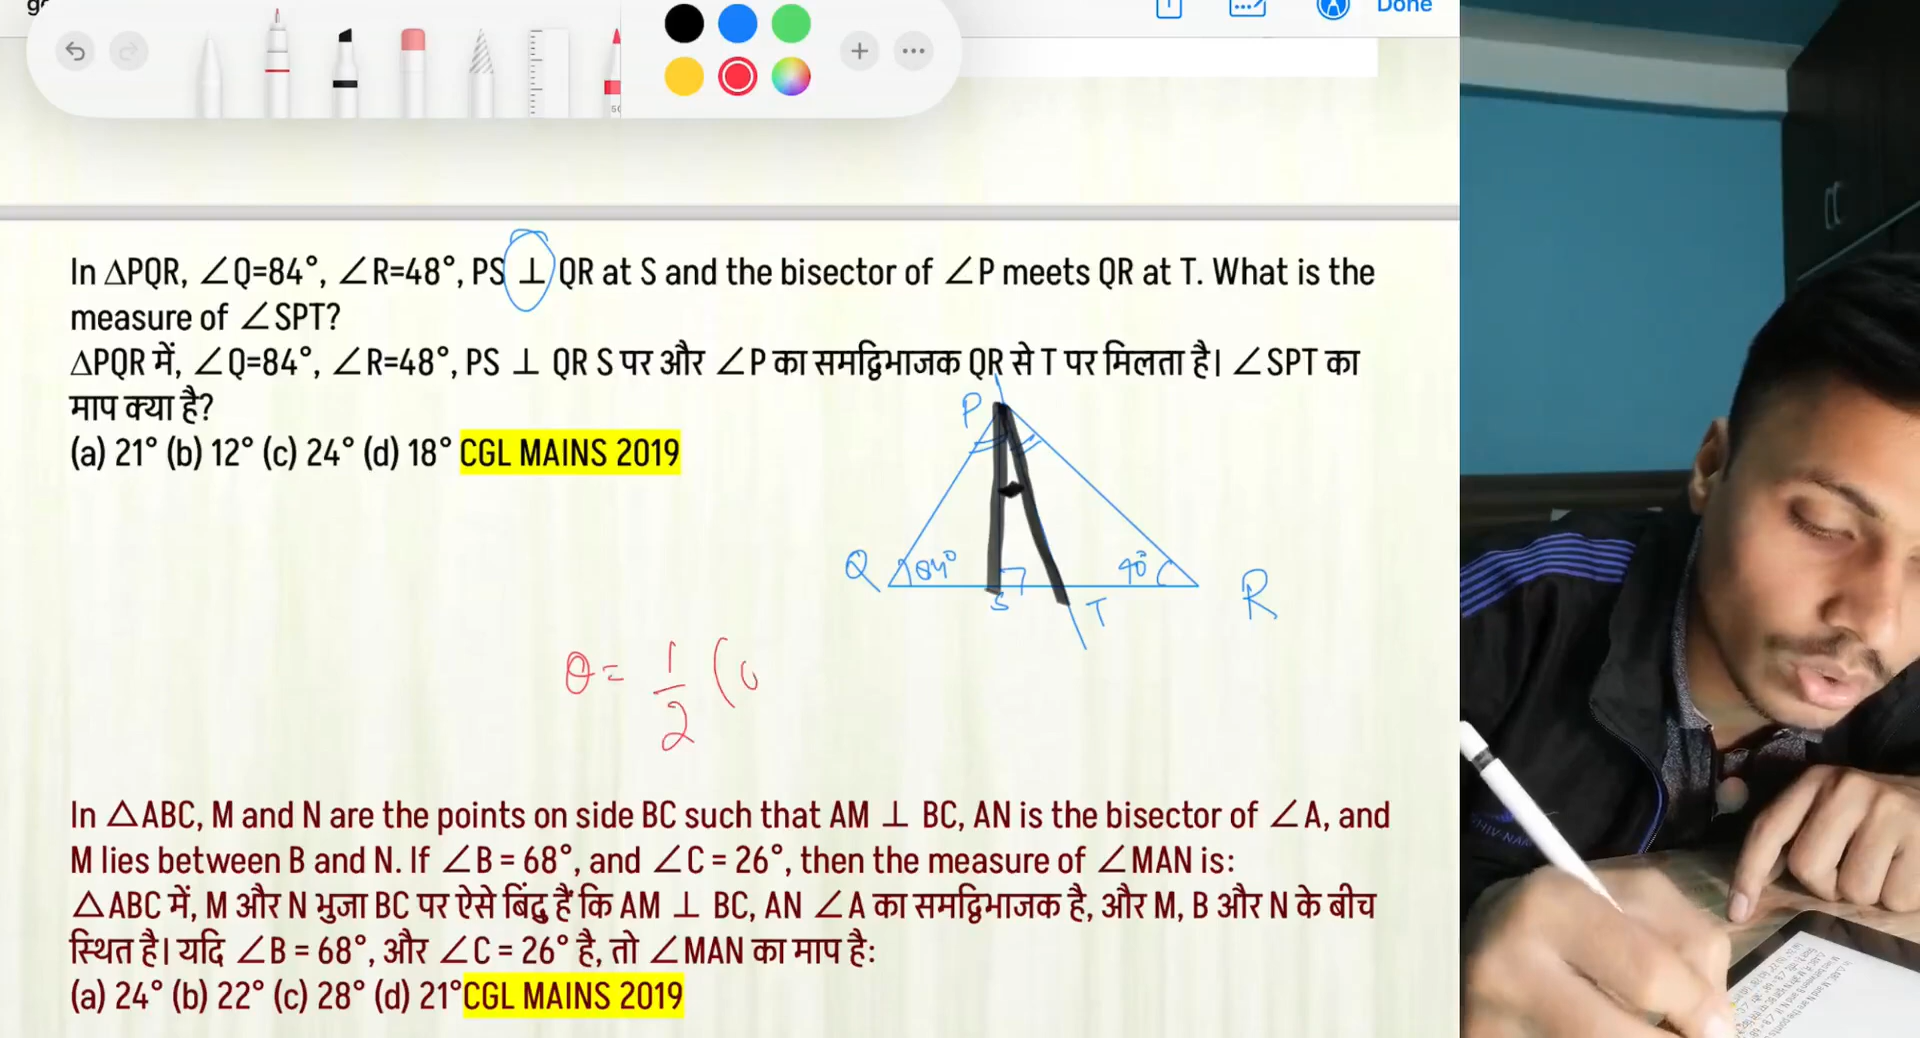 Done
In ∆PQR, ∠Q=84°, ∠R=48°, PS ⊥ QR at S and the bisector of ∠P meets QR at T. What is the
measure of ∠SPT?
∆PQR में, ∠Q=84°, ∠R=48°, PS ⊥ QR S पर और ∠P का समद्विभाजक QR से T पर मिलता है। ∠SPT का
माप क्या है?
(a) 21° (b) 12° (c) 24° (d) 18° CGL MAINS 2019
P
Q 84° S T R
θ = 1/2 (
In △ABC, M and N are the points on side BC such that AM ⊥ BC, AN is the bisector of ∠A, and
M lies between B and N. If ∠B = 68°, and ∠C = 26°, then the measure of ∠MAN is:
△ABC में, M और N भुजा BC पर ऐसे बिंदु हैं कि AM ⊥ BC, AN ∠A का समद्विभाजक है, और M, B और N के बीच
स्थित है। यदि ∠B = 68°, और ∠C = 26° है, तो ∠MAN का माप है:
(a) 24° (b) 22° (c) 28° (d) 21°CGL MAINS 2019